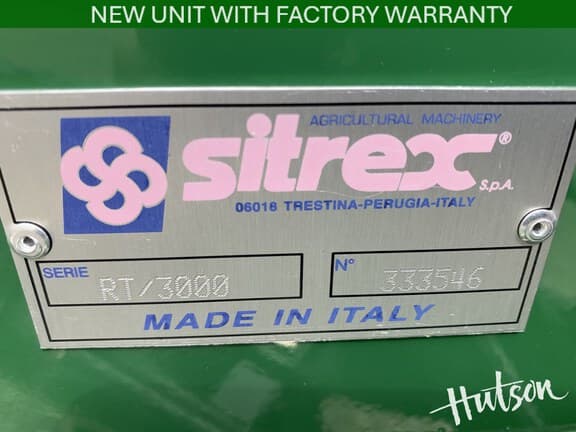 NEW UNIT WITH FACTORY WARRANTY
AGRICULTURAL MACHINERY
sitrex® S.p.A.
06018 TRESTINA-PERUGIA-ITALY
SERIE RT/3000 N° 333546
MADE IN ITALY
Hutson